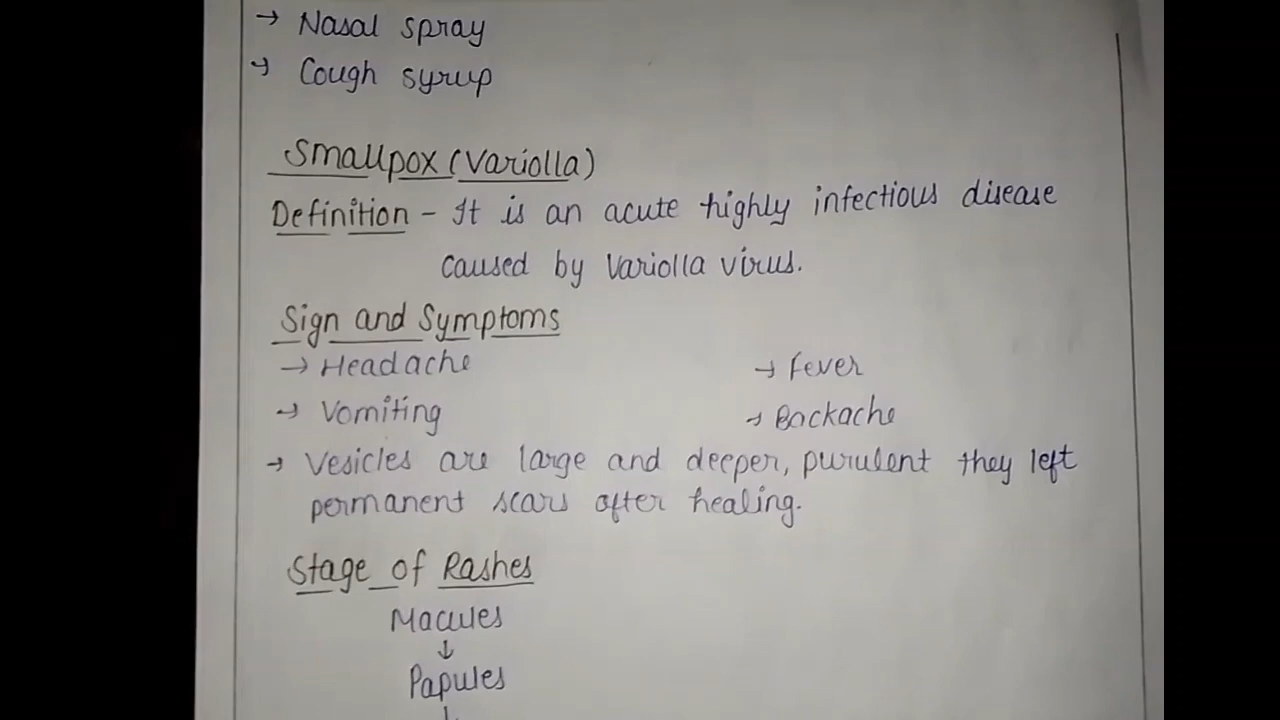 → Nasal spray
→ Cough syrup
Smallpox (Variolla)
Definition - It is an acute highly infectious disease
caused by Variolla virus.
Sign and Symptoms
→ Headache → Fever
→ Vomiting → Backache
→ Vesicles are large and deeper, purulent they left
permanent scars after healing.
Stage of Rashes
Macules
↓
Papules
↓